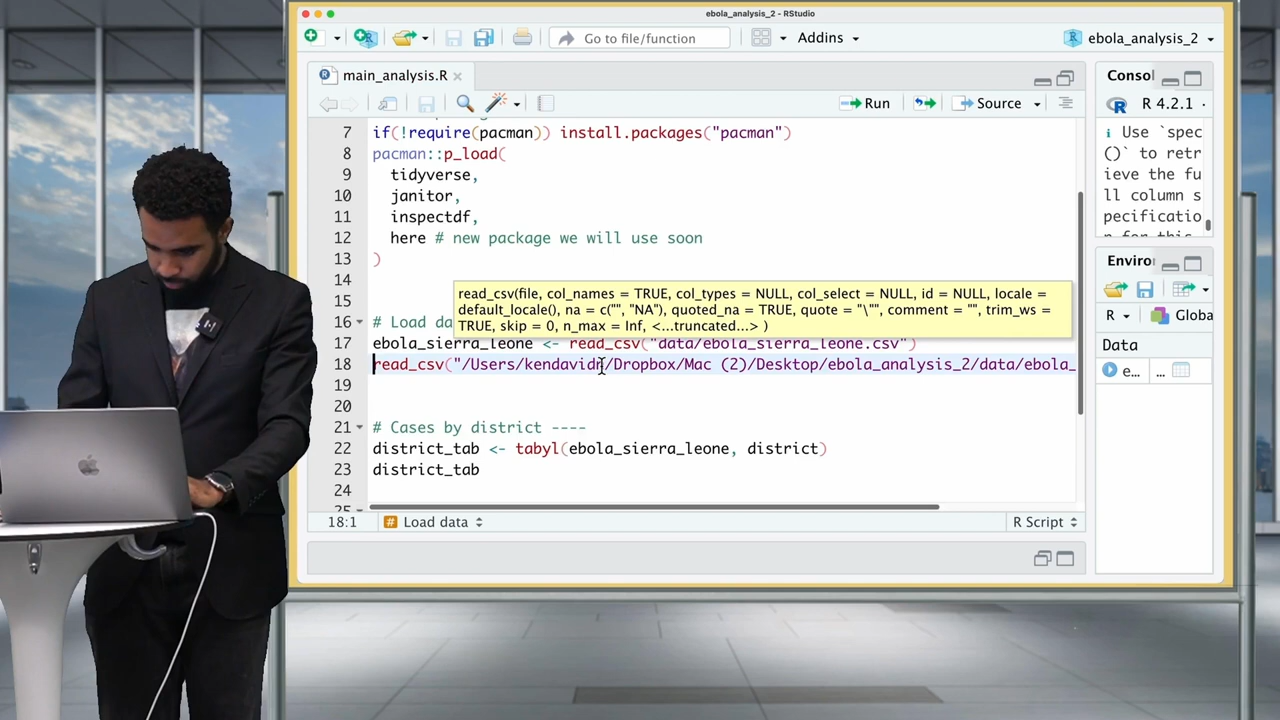 ebola_analysis_2 - RStudio
Go to file/function
Addins
ebola_analysis_2
main_analysis.R
Run
Source
7 if(!require(pacman)) install.packages("pacman")
8 pacman::p_load(
9 tidyverse,
10 janitor,
11 inspectdf,
12 here # new package we will use soon
13 )
14
15
read_csv(file, col_names = TRUE, col_types = NULL, col_select = NULL, id = NULL, locale =
default_locale(), na = c("", "NA"), quoted_na = TRUE, quote = "\"", comment = "", trim_ws =
TRUE, skip = 0, n_max = Inf, <...truncated...> )
16 # Load da
17 ebola_sierra_leone <- read_csv("data/ebola_sierra_leone.csv")
18 read_csv("/Users/kendavidn/Dropbox/Mac (2)/Desktop/ebola_analysis_2/data/ebola_
19
20
21 # Cases by district ----
22 district_tab <- tabyl(ebola_sierra_leone, district)
23 district_tab
24
25
18:1
# Load data
R Script
Consol
R 4.2.1 ·
i Use `spec
()` to retr
ieve the fu
ll column s
pecificatio
n for this
Enviro
R
Globa
Data
e...
...